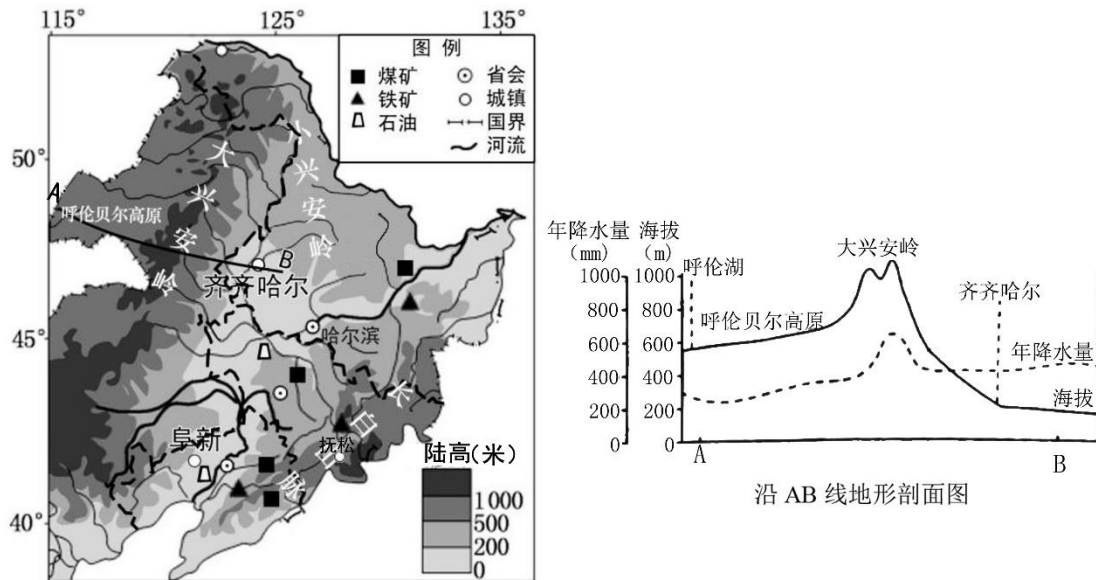 115°
125°
135°
图 例
煤矿
省会
铁矿
城镇
石油
国界
河流
50°
45°
40°
大
兴
安
岭
小
兴
安
岭
A
呼伦贝尔高原
B
齐齐哈尔
哈尔滨
长
白
山
脉
抚松
阜新
陆高(米)
1000
500
200
0
年降水量
(mm)
海拔
(m)
1000
800
600
400
200
0
1000
800
600
400
200
0
呼伦湖
呼伦贝尔高原
大兴安岭
齐齐哈尔
年降水量
海拔
A
B
沿 AB 线地形剖面图